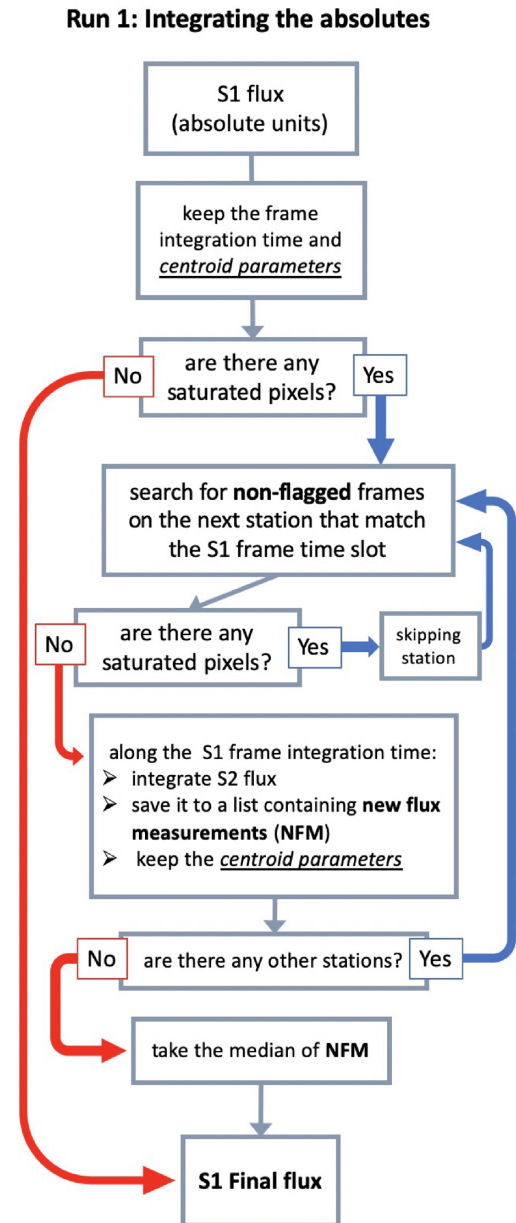 Run 1: Integrating the absolutes
S1 flux
(absolute units)
keep the frame
integration time and
centroid parameters
No
are there any
saturated pixels?
Yes
search for non-flagged frames
on the next station that match
the S1 frame time slot
No
are there any
saturated pixels?
Yes
skipping
station
along the  S1 frame integration time:
➢ integrate S2 flux
➢ save it to a list containing new flux
measurements (NFM)
➢ keep the centroid parameters
No
are there any other stations?
Yes
take the median of NFM
S1 Final flux